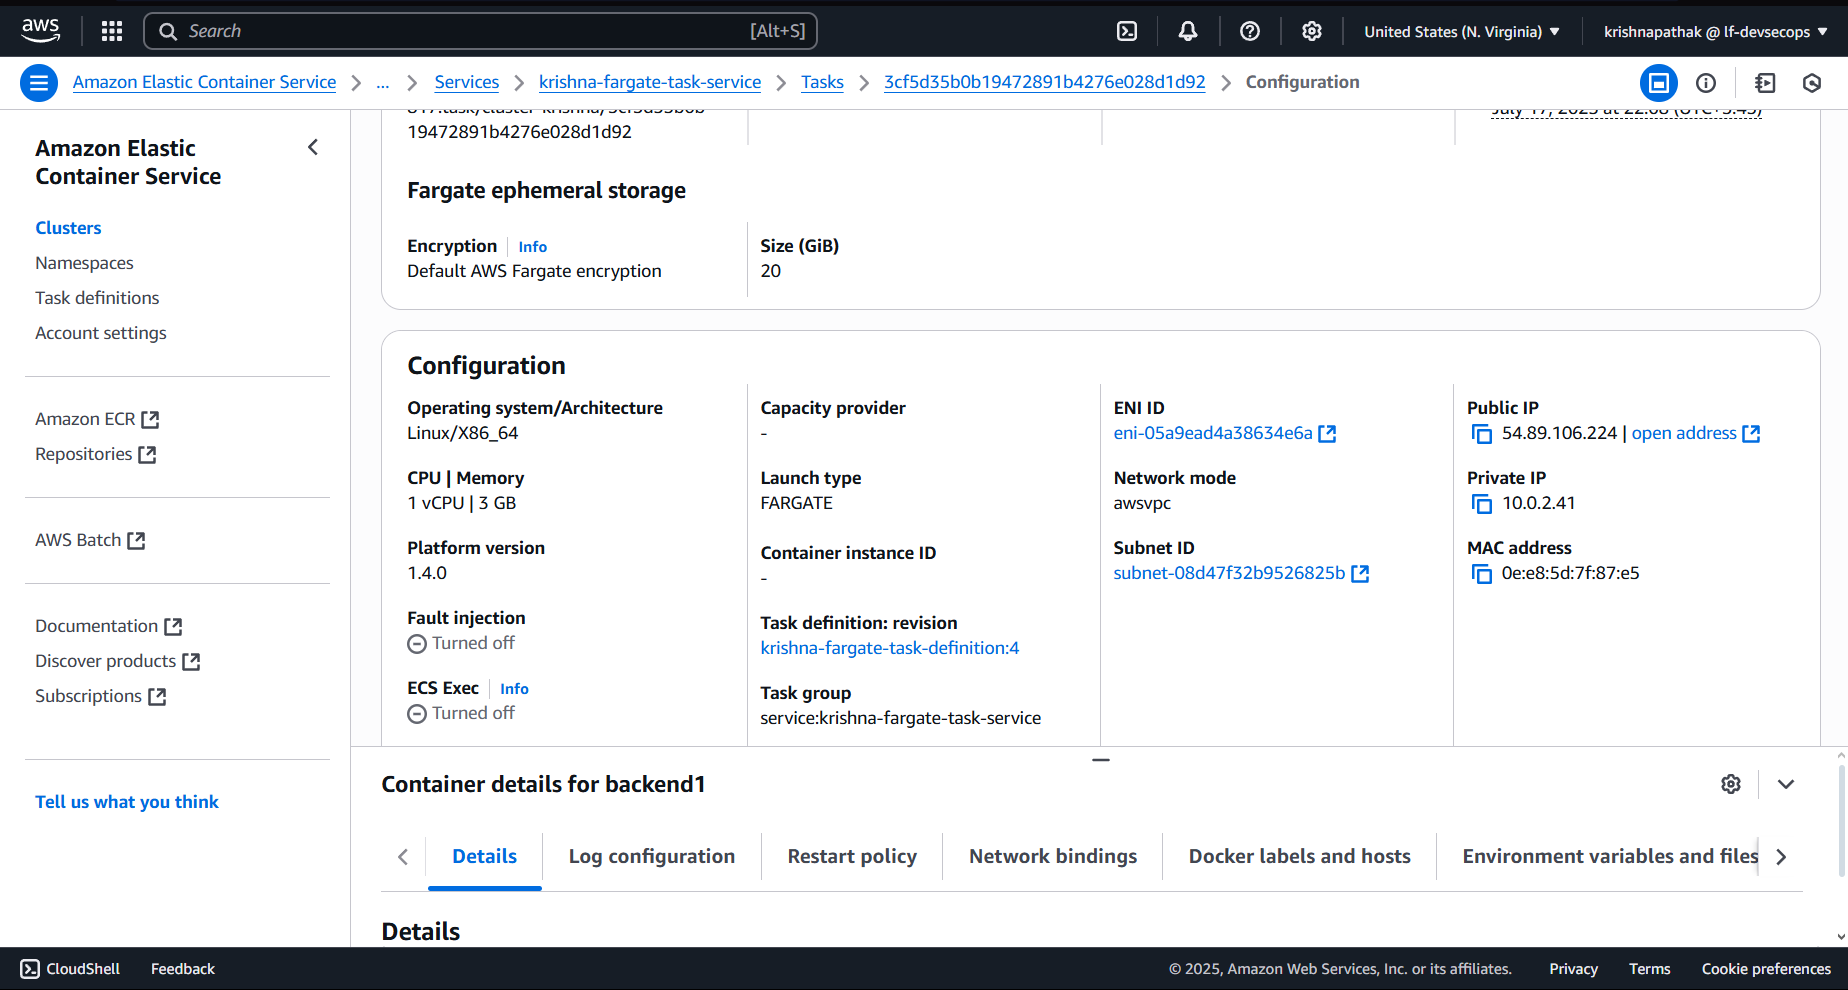 aws
Search [Alt+S]
United States (N. Virginia)
krishnapathak @ lf-devsecops
Amazon Elastic Container Service
...
Services
krishna-fargate-task-service
Tasks
3cf5d35b0b19472891b4276e028d1d92
Configuration
Amazon Elastic
Container Service
Clusters
Namespaces
Task definitions
Account settings
Amazon ECR
Repositories
AWS Batch
Documentation
Discover products
Subscriptions
Tell us what you think
19472891b4276e028d1d92
Fargate ephemeral storage
Encryption Info
Default AWS Fargate encryption
Size (GiB)
20
Configuration
Operating system/Architecture
Linux/X86_64
CPU | Memory
1 vCPU | 3 GB
Platform version
1.4.0
Fault injection
Turned off
ECS Exec Info
Turned off
Capacity provider
-
Launch type
FARGATE
Container instance ID
-
Task definition: revision
krishna-fargate-task-definition:4
Task group
service:krishna-fargate-task-service
ENI ID
eni-05a9ead4a38634e6a
Network mode
awsvpc
Subnet ID
subnet-08d47f32b9526825b
Public IP
54.89.106.224 | open address
Private IP
10.0.2.41
MAC address
0e:e8:5d:7f:87:e5
Container details for backend1
Details
Log configuration
Restart policy
Network bindings
Docker labels and hosts
Environment variables and files
Details
CloudShell
Feedback
© 2025, Amazon Web Services, Inc. or its affiliates.
Privacy
Terms
Cookie preferences